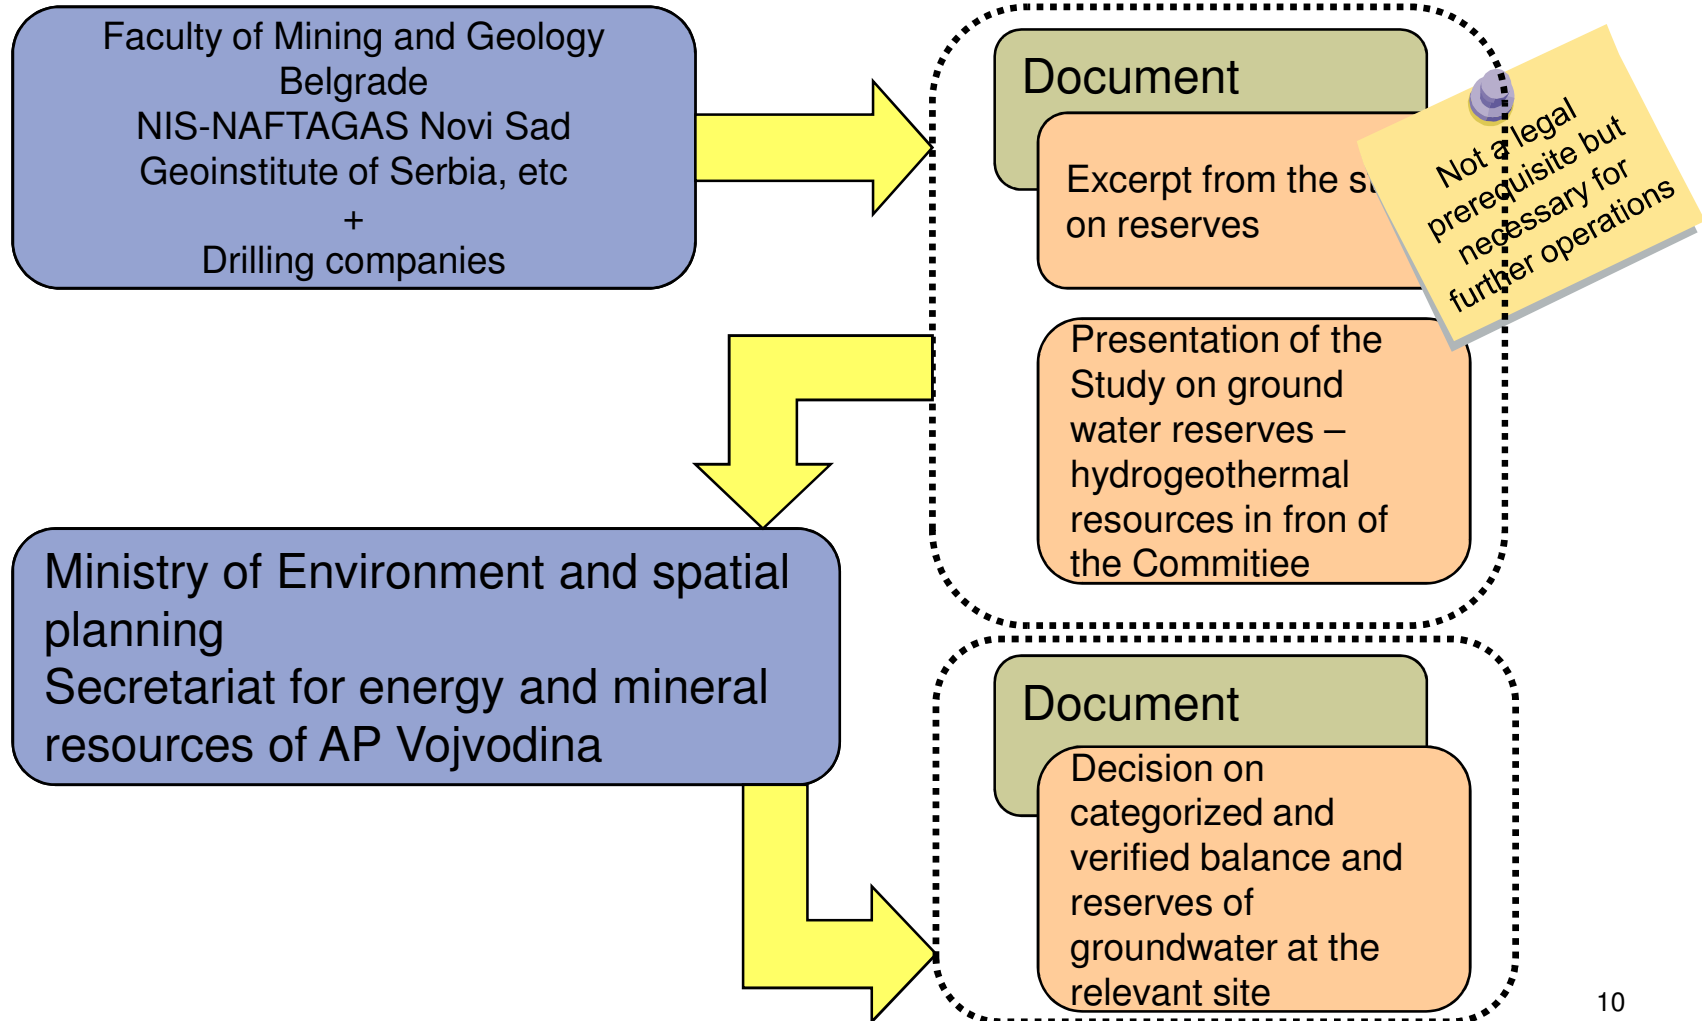 Faculty of Mining and Geology
Belgrade
NIS-NAFTAGAS Novi Sad
Geoinstitute of Serbia, etc
+
Drilling companies
Document
Excerpt from the
on reserves
Not a legal
prerequisite but
necessary for
further operations
Presentation of the
Study on ground
water reserves –
hydrogeothermal
resources in fron of
the Commitiee
Ministry of Environment and spatial
planning
Secretariat for energy and mineral
resources of AP Vojvodina
Document
Decision on
categorized and
verified balance and
reserves of
groundwater at the
relevant site
10